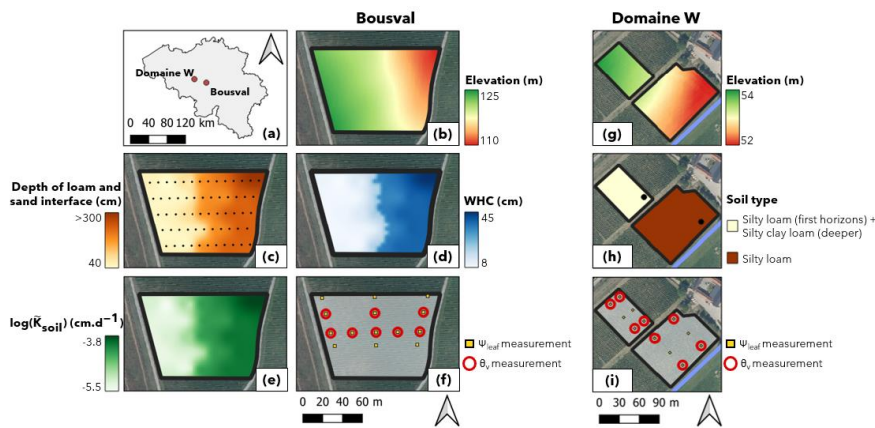 Bousval
Domaine W
Domaine W
Bousval
0 40 80 120 km
(a)
(b)
Elevation (m)
125
110
(g)
Elevation (m)
54
52
Depth of loam and
sand interface (cm)
>300
40
(c)
(d)
WHC (cm)
45
8
(h)
Soil type
Silty loam (first horizons) +
Silty clay loam (deeper)
Silty loam
log(K̃soil) (cm.d⁻¹)
-3.8
-5.5
(e)
(f)
Ψleaf measurement
θv measurement
(i)
Ψleaf measurement
θv measurement
0 20 40 60 m
0 30 60 90 m